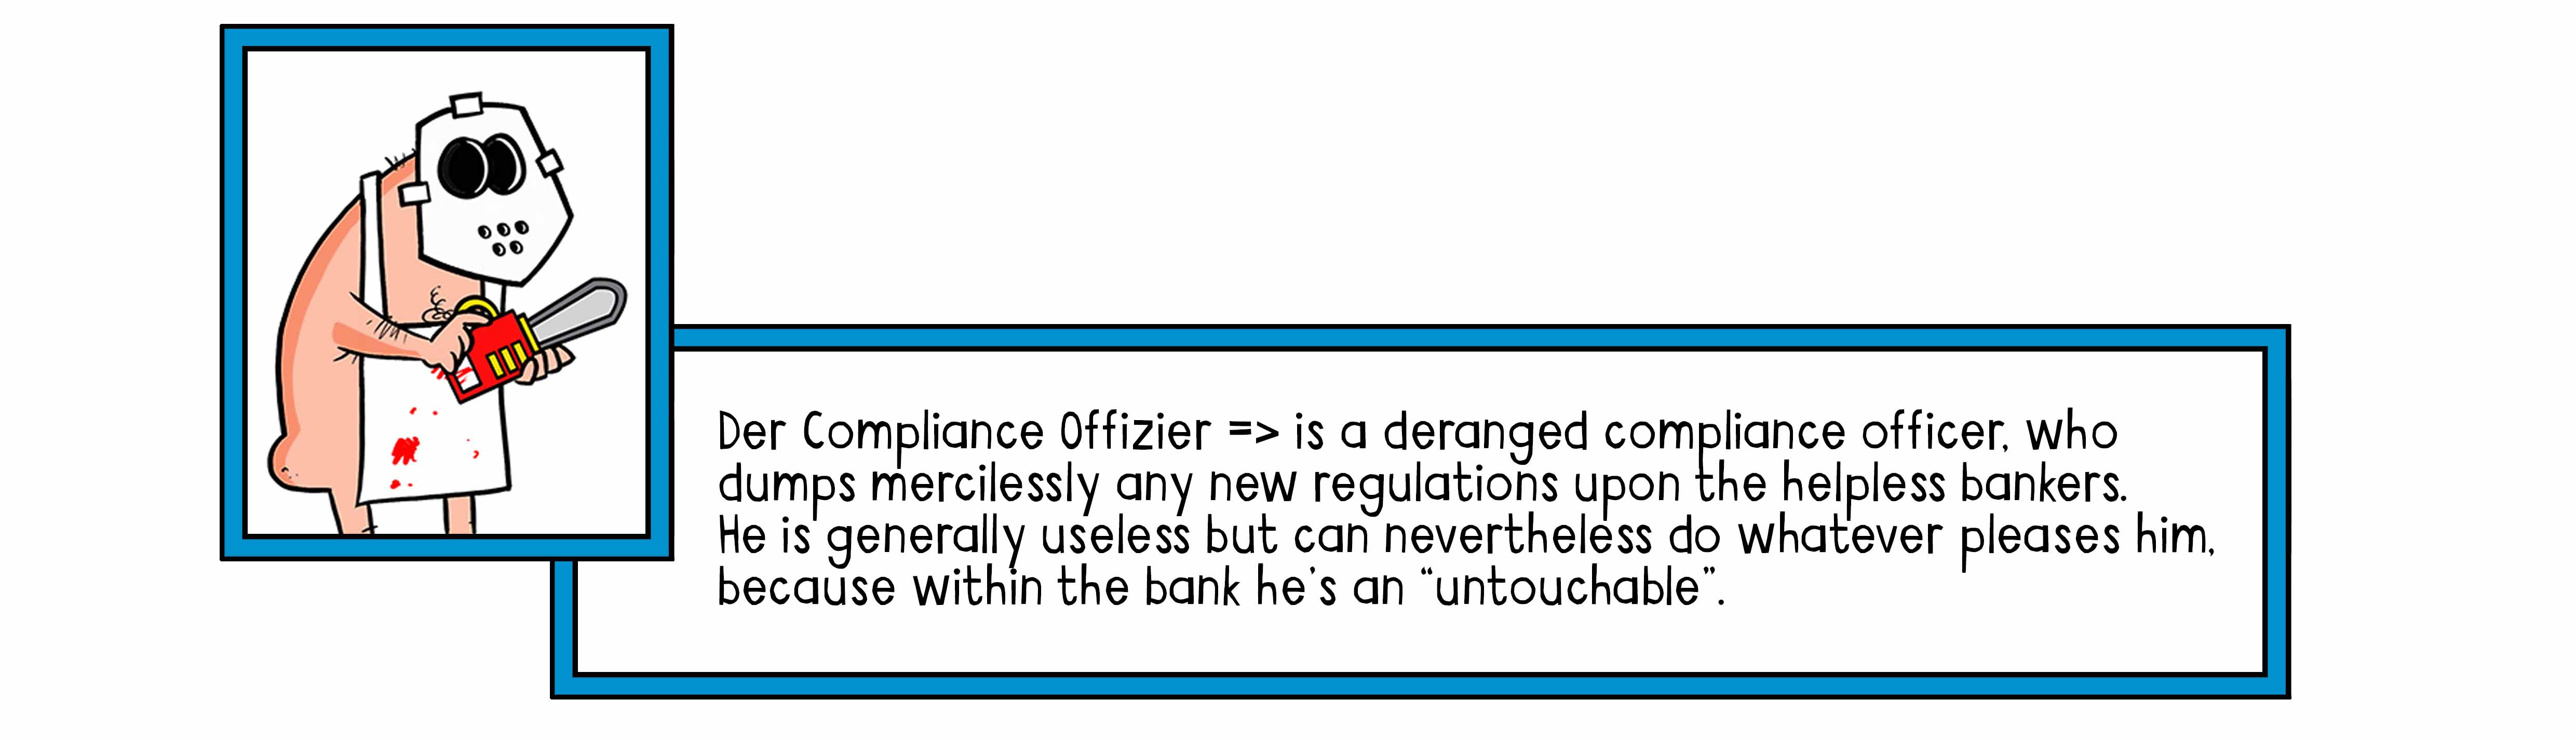 Der Compliance Offizier => is a deranged compliance officer, who
dumps mercilessly any new regulations upon the helpless bankers.
He is generally useless but can nevertheless do whatever pleases him,
because within the bank he's an “untouchable”.